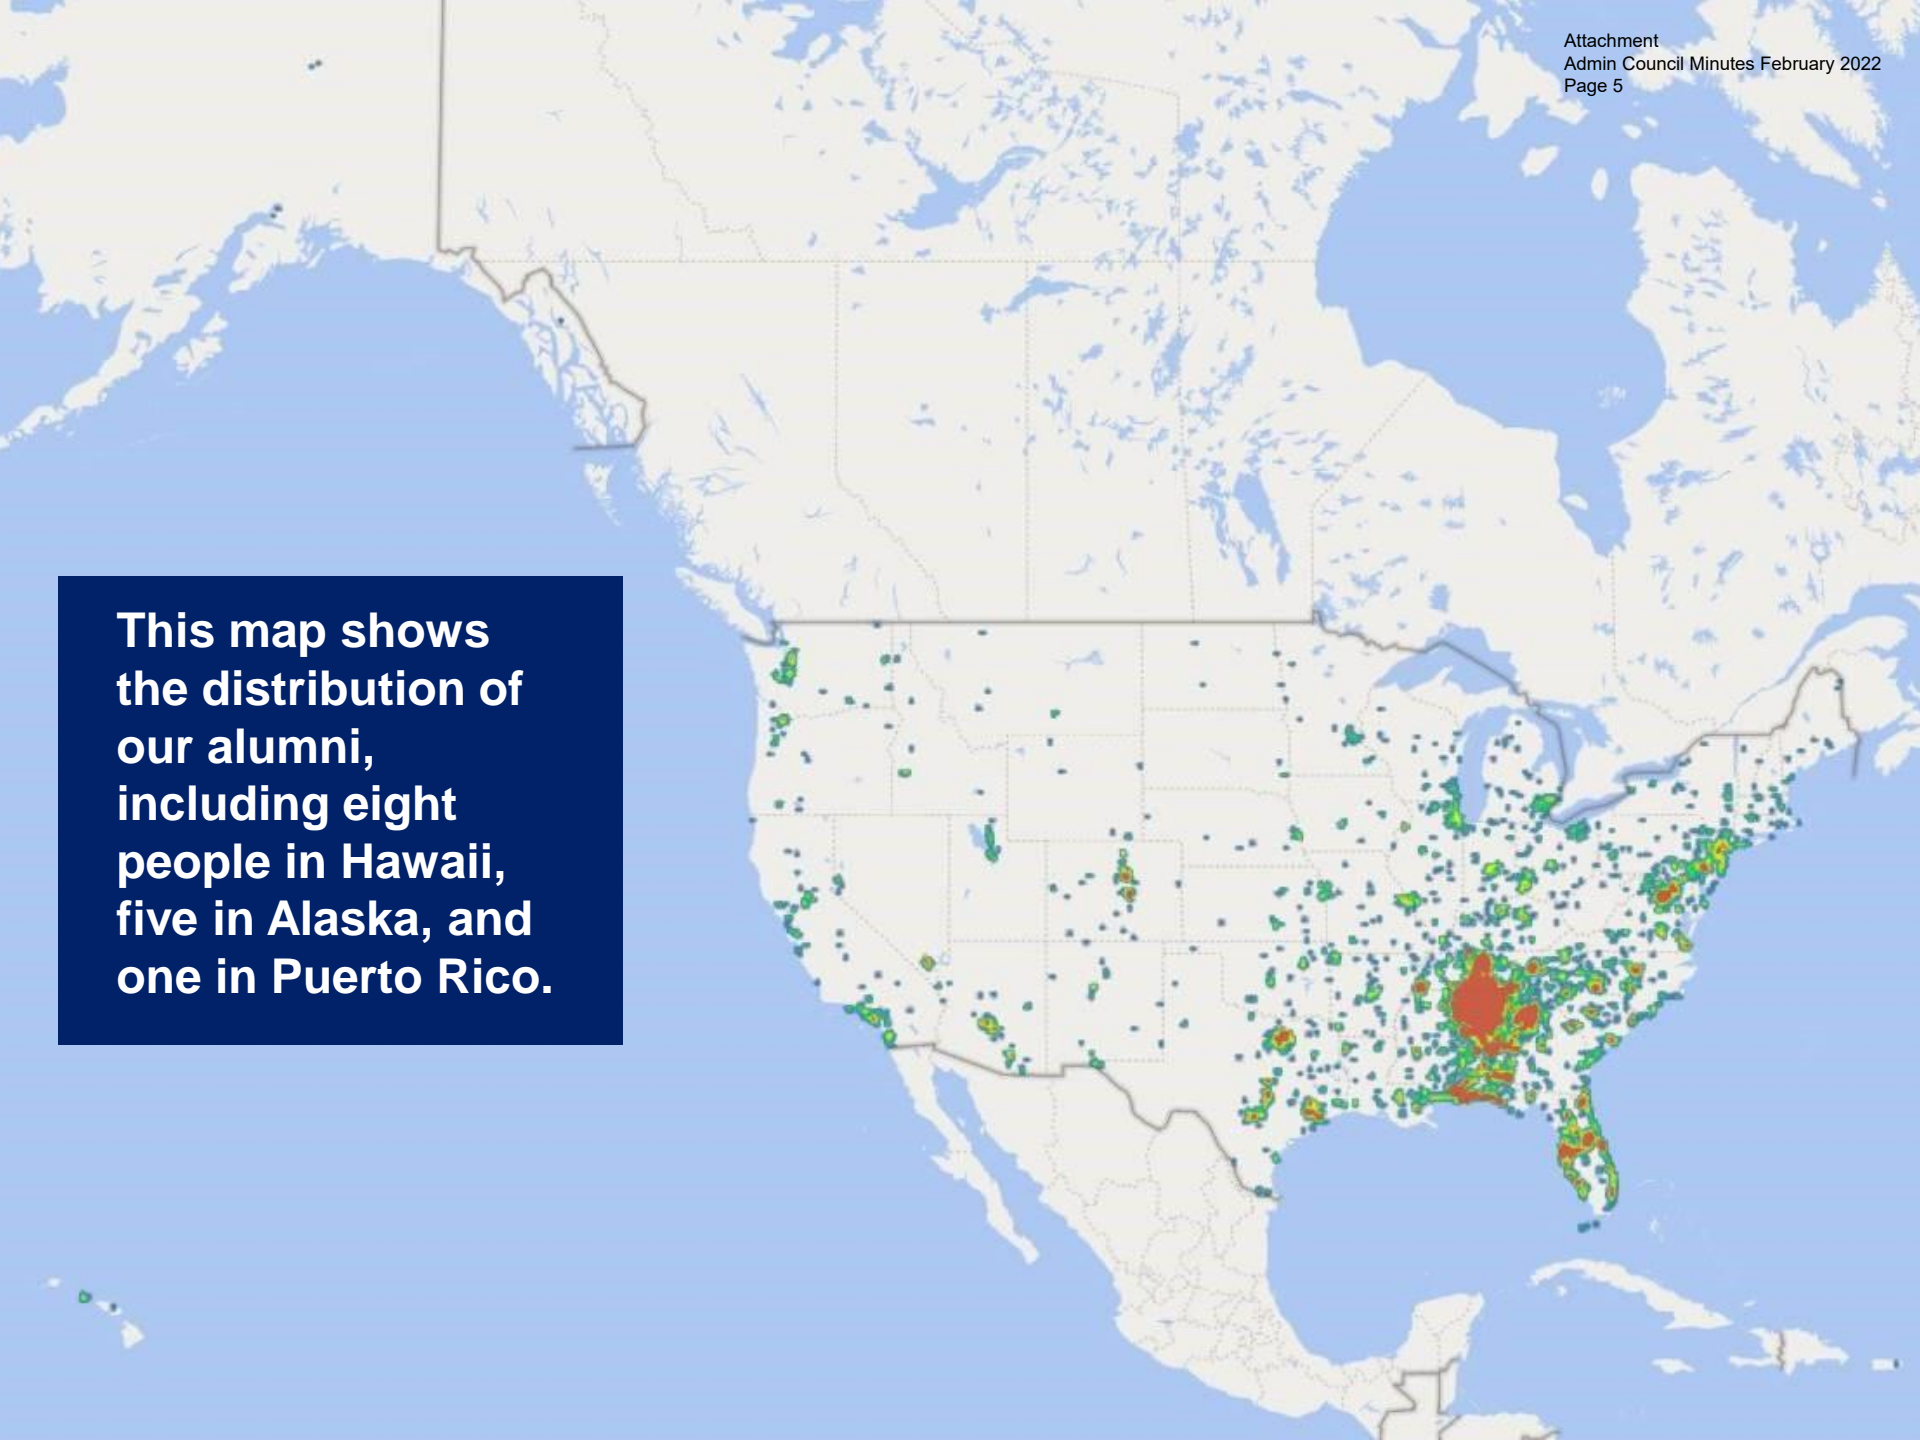 Attachment
Admin Council Minutes February 2022
Page 5
This map shows
the distribution of
our alumni,
including eight
people in Hawaii,
five in Alaska, and
one in Puerto Rico.